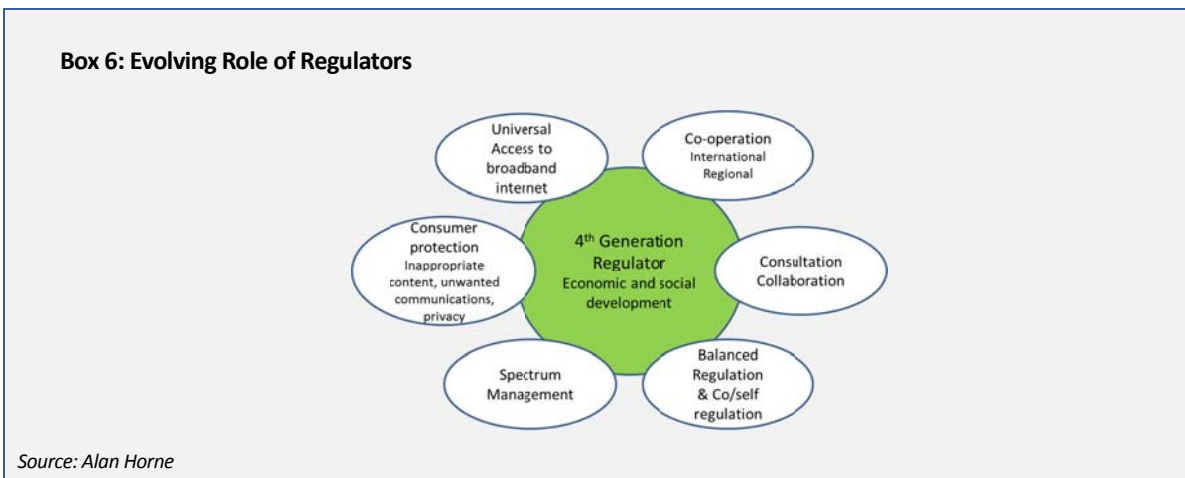 Box 6: Evolving Role of Regulators
Universal
Access to
broadband
internet
Co-operation
International
Regional
Consumer
protection
Inappropriate
content, unwanted
communications,
privacy
4th Generation
Regulator
Economic and social
development
Consultation
Collaboration
Spectrum
Management
Balanced
Regulation
& Co/self
regulation
Source: Alan Horne